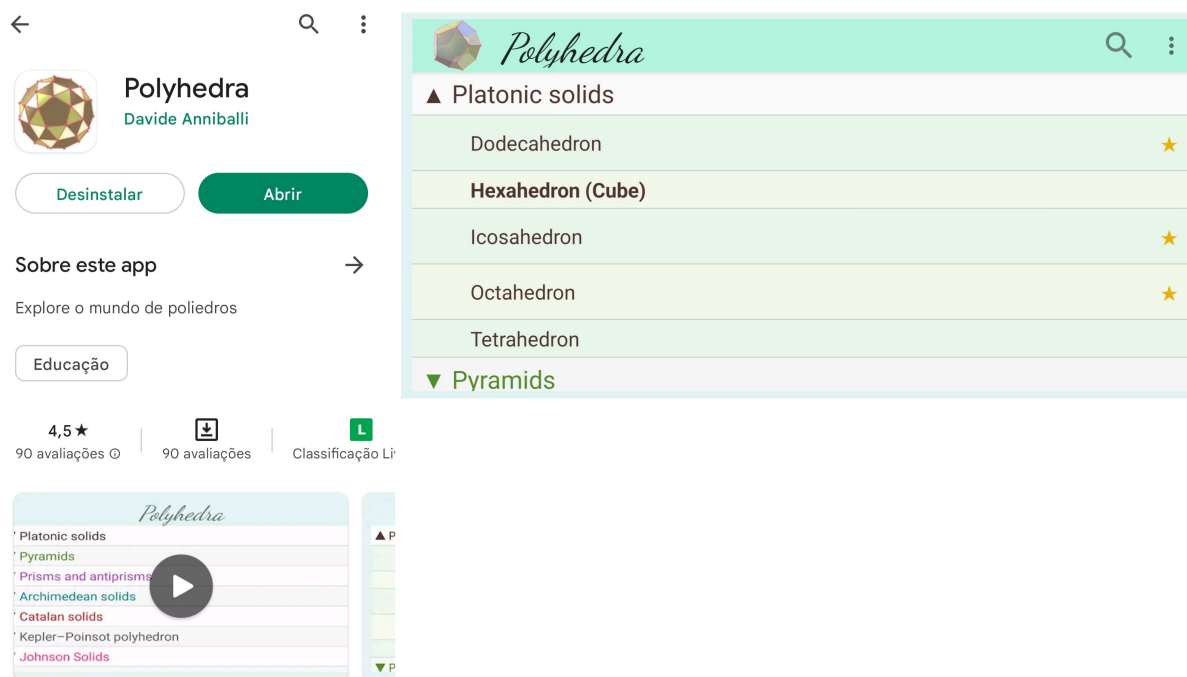 Polyhedra
Davide Anniballi
Desinstalar
Abrir
Sobre este app
Explore o mundo de poliedros
Educação
4,5★
90 avaliações
90 avaliações
L
Classificação Li
Polyhedra
Platonic solids
Pyramids
Prisms and antiprisms
Archimedean solids
Catalan solids
Kepler–Poinsot polyhedron
Johnson Solids
▲ P
▼ P
Polyhedra
▲ Platonic solids
Dodecahedron ★
Hexahedron (Cube)
Icosahedron ★
Octahedron ★
Tetrahedron
▼ Pyramids